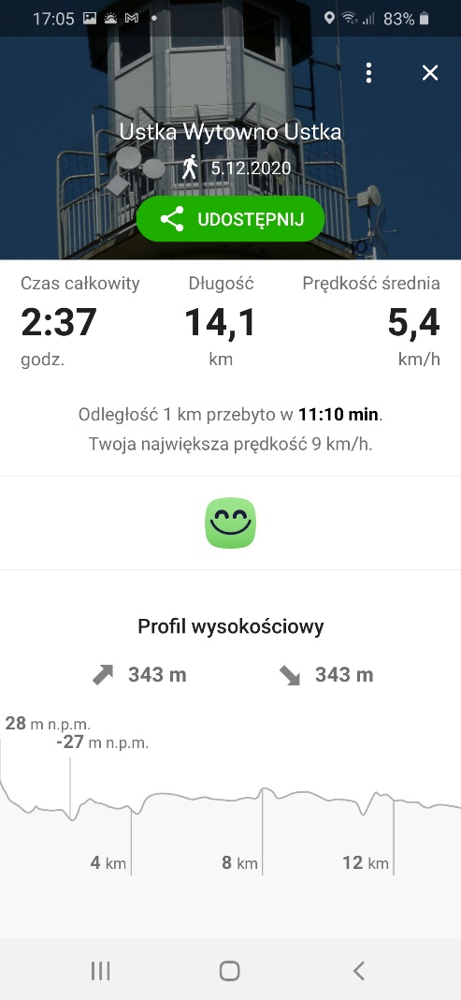 17:05 83%
Ustka Wytowno Ustka
5.12.2020
UDOSTĘPNIJ
Czas całkowity Długość Prędkość średnia
2:37 14,1 5,4
godz. km km/h
Odległość 1 km przebyto w 11:10 min.
Twoja największa prędkość 9 km/h.
Profil wysokościowy
343 m 343 m
28 m n.p.m.
-27 m n.p.m.
4 km 8 km 12 km